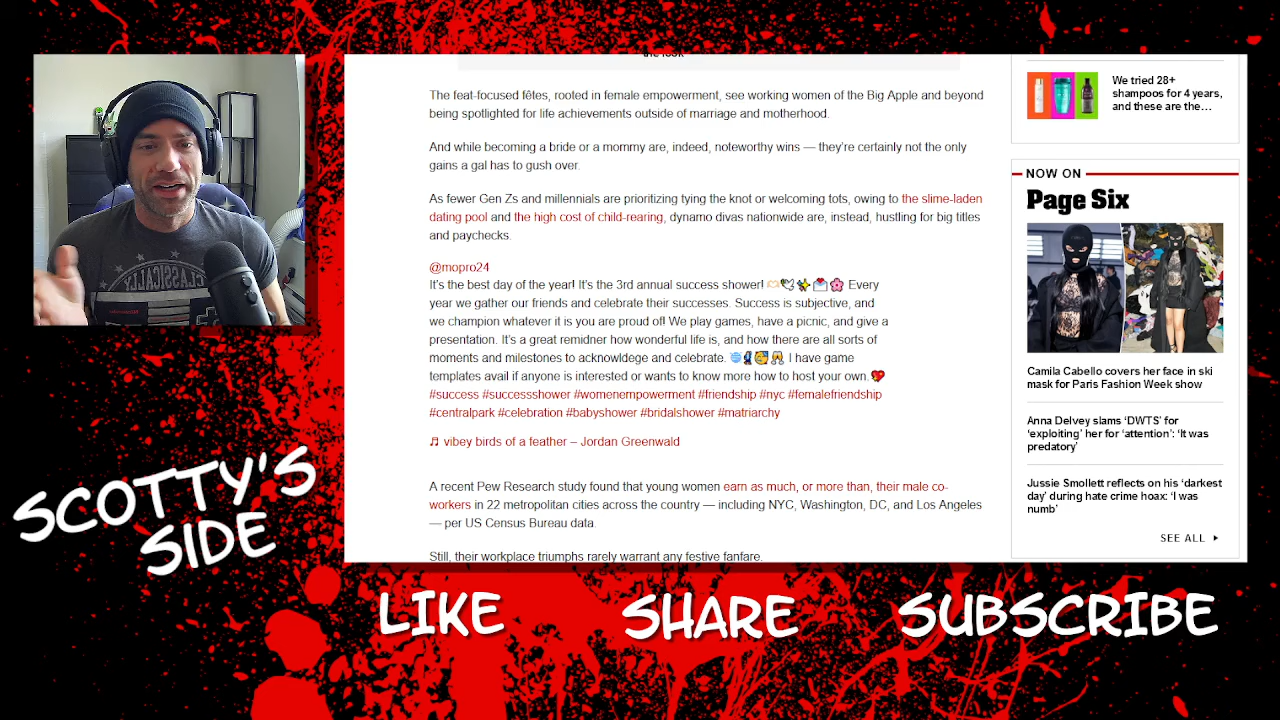 The feat-focused fêtes, rooted in female empowerment, see working women of the Big Apple and beyond
being spotlighted for life achievements outside of marriage and motherhood.
And while becoming a bride or a mommy are, indeed, noteworthy wins — they're certainly not the only
gains a gal has to gush over.
As fewer Gen Zs and millennials are prioritizing tying the knot or welcoming tots, owing to the slime-laden
dating pool and the high cost of child-rearing, dynamo divas nationwide are, instead, hustling for big titles
and paychecks.
@mopro24
It's the best day of the year! It's the 3rd annual success shower! 🫶🏻🕊✨💌🌸 Every
year we gather our friends and celebrate their successes. Success is subjective, and
we champion whatever it is you are proud of! We play games, have a picnic, and give a
presentation. It's a great remidner how wonderful life is, and how there are all sorts of
moments and milestones to acknowldege and celebrate. I have game
templates avail if anyone is interested or wants to know more how to host your own.
#success #successshower #womenempowerment #friendship #nyc #femalefriendship
#centralpark #celebration #babyshower #bridalshower #matriarchy
♬ vibey birds of a feather – Jordan Greenwald
A recent Pew Research study found that young women earn as much, or more than, their male co-
workers in 22 metropolitan cities across the country — including NYC, Washington, DC, and Los Angeles
— per US Census Bureau data.
Still, their workplace triumphs rarely warrant any festive fanfare.
We tried 28+
shampoos for 4 years,
and these are the…
NOW ON
Page Six
Camila Cabello covers her face in ski
mask for Paris Fashion Week show
Anna Delvey slams 'DWTS' for
'exploiting' her for 'attention': 'It was
predatory'
Jussie Smollett reflects on his 'darkest
day' during hate crime hoax: 'I was
numb'
SEE ALL
CLASSICALLY
SCOTTY'S
SIDE
LIKE
SHARE
SUBSCRIBE